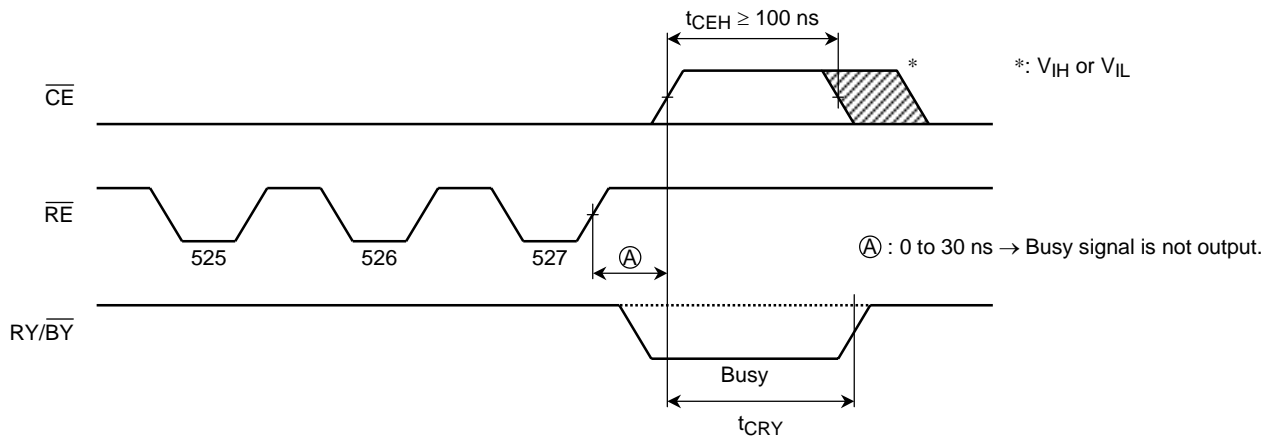 tCEH ≥ 100 ns
*
*: VIH or VIL
CE
RE
525
526
527
A
A : 0 to 30 ns → Busy signal is not output.
RY/BY
Busy
tCRY